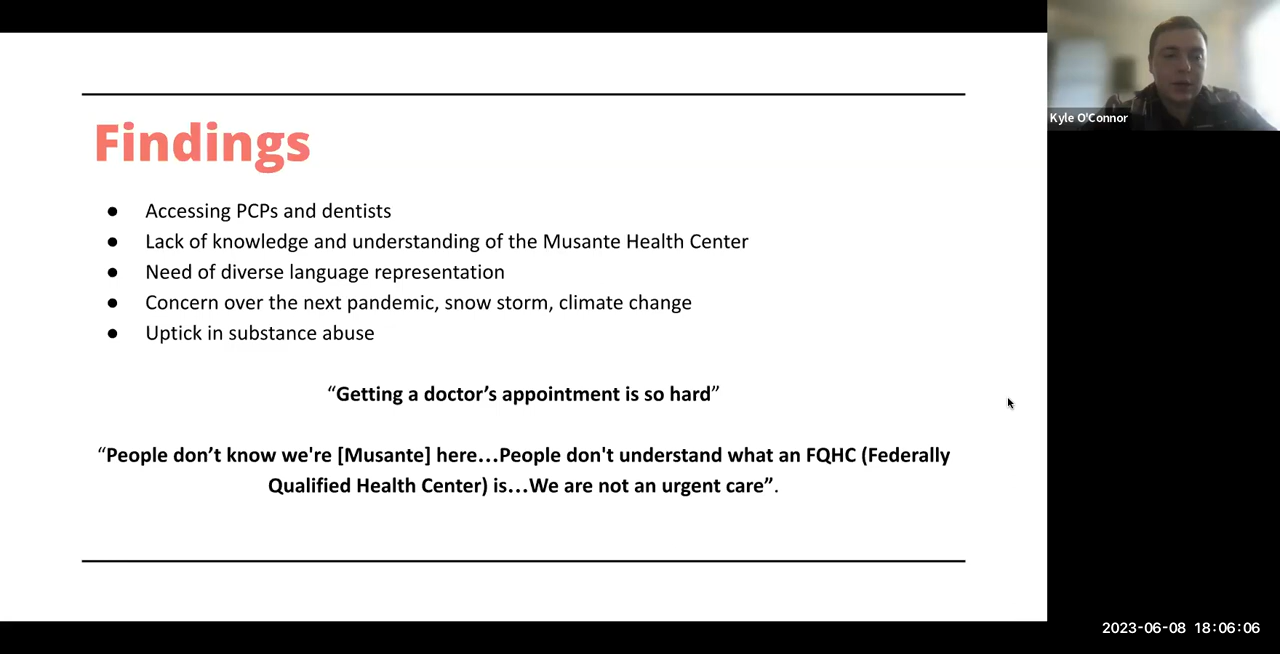 Findings
● Accessing PCPs and dentists
● Lack of knowledge and understanding of the Musante Health Center
● Need of diverse language representation
● Concern over the next pandemic, snow storm, climate change
● Uptick in substance abuse
“Getting a doctor’s appointment is so hard”
“People don’t know we're [Musante] here...People don't understand what an FQHC (Federally
Qualified Health Center) is...We are not an urgent care”.
Kyle O'Connor
2023-06-08 18:06:06